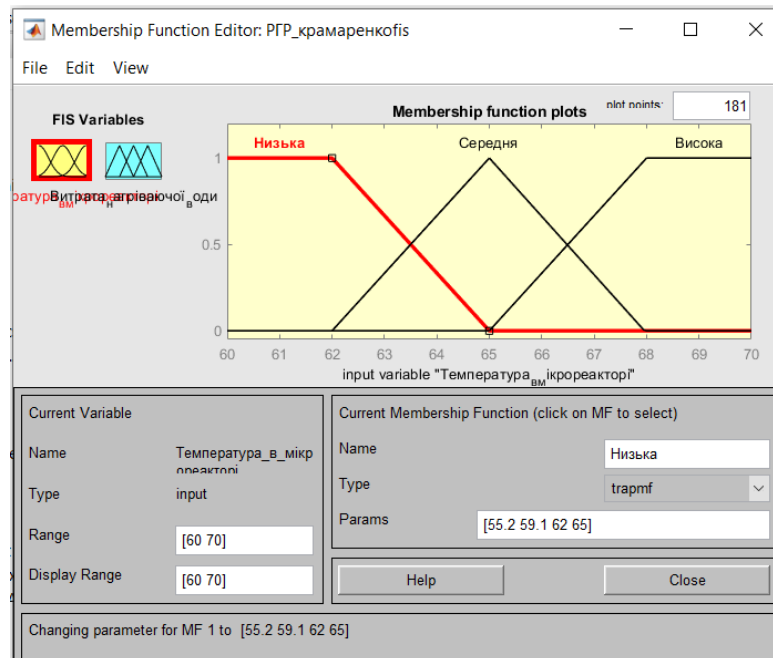 Membership Function Editor: РГР_крамаренкоfis
File Edit View
FIS Variables
Membership function plots
plot points: 181
Низька Середня Висока
1
0.5
0
60 61 62 63 64 65 66 67 68 69 70
input variable "Температура_вм ікрореакторі"
Current Variable
Name Температура_в_мікр
ореакторі
Type input
Range [60 70]
Display Range [60 70]
Current Membership Function (click on MF to select)
Name Низька
Type trapmf
Params [55.2 59.1 62 65]
Help Close
Changing parameter for MF 1 to [55.2 59.1 62 65]